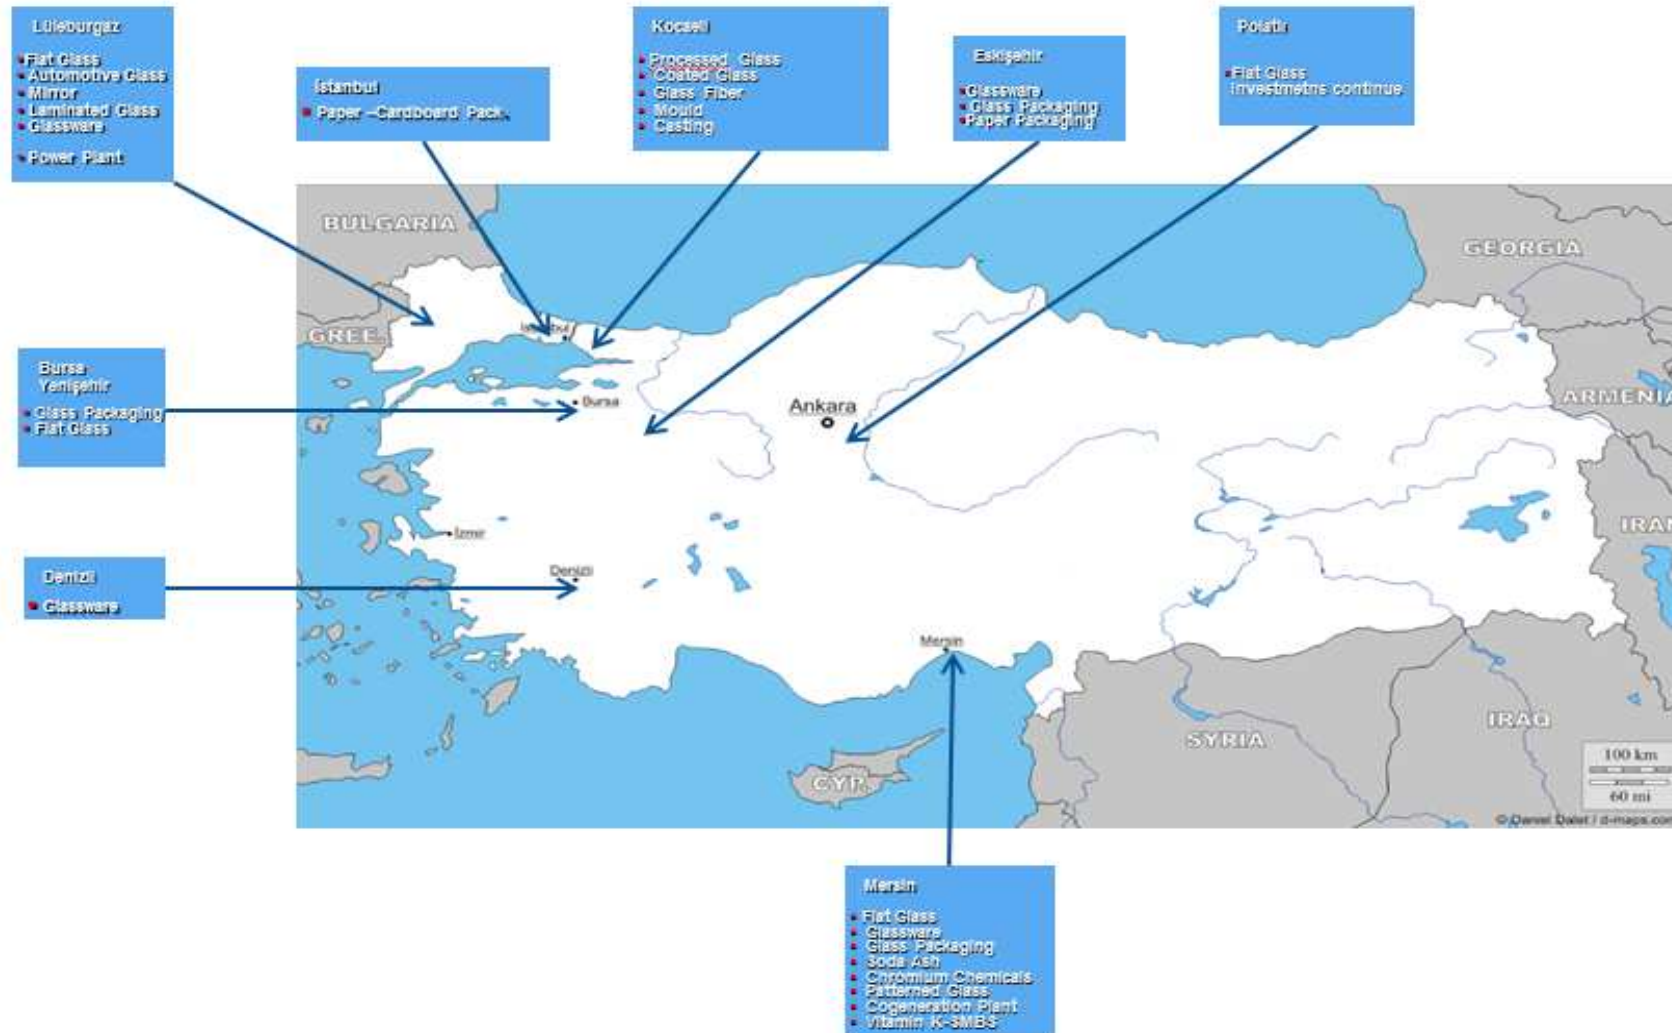 Lüleburgaz
Flat Glass
Automotive Glass
Mirror
Laminated Glass
Glassware
Power Plant
İstanbul
Paper –Cardboard Pack.
Kocaeli
Processed Glass
Coated Glass
Glass Fiber
Mould
Casting
Eskişehir
Glassware
Glass Packaging
Paper Packaging
Polatlı
Flat Glass
Investmetns continue
Bursa
Yenişehir
Glass Packaging
Flat Glass
Denizli
Glassware
BULGARIA
GREE.
GEORGIA
ARMENIA
IRAN
IRAQ
SYRIA
CYP.
İstanbul
Bursa
Ankara
İzmir
Denizli
Mersin
100 km
60 mi
© Daniel Dalet / d-maps.com
Mersin
Flat Glass
Glassware
Glass Packaging
Soda Ash
Chromium Chemicals
Patterned Glass
Cogeneration Plant
Vitamin K-3MBS